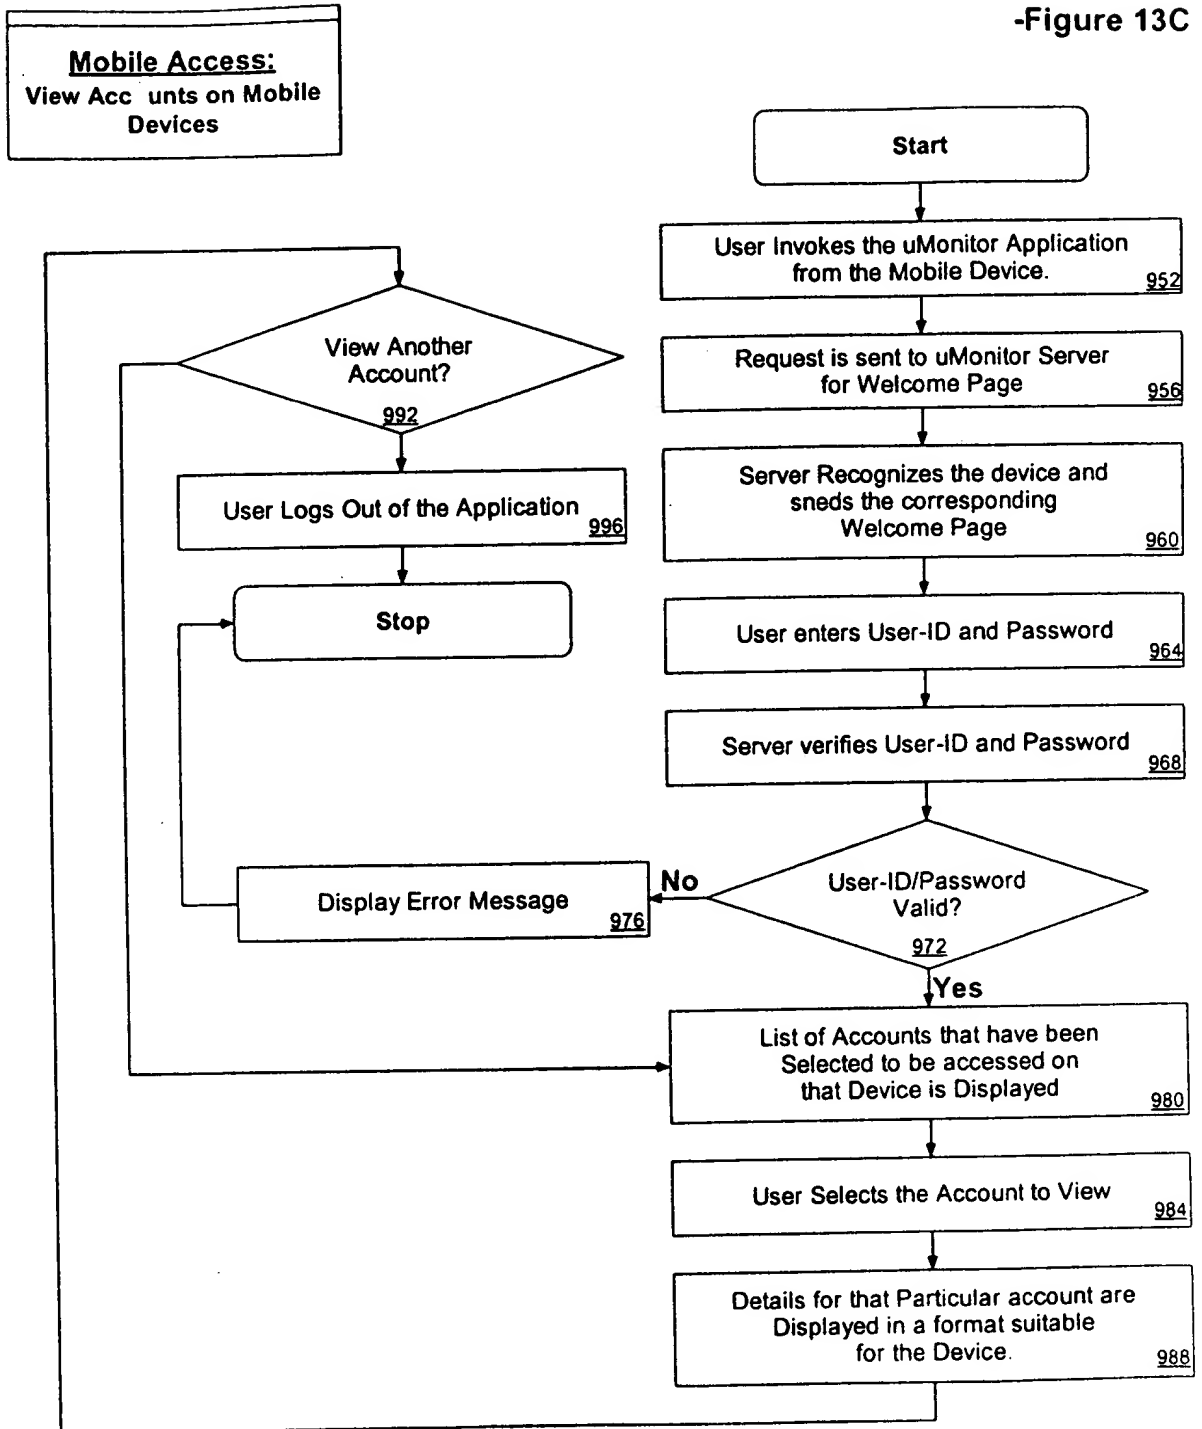 -Figure 13C
Mobile Access:
View Acc unts on Mobile
Devices
Start
User Invokes the uMonitor Application
from the Mobile Device.
952
Request is sent to uMonitor Server
for Welcome Page
956
Server Recognizes the device and
sneds the corresponding
Welcome Page
960
User enters User-ID and Password
964
Server verifies User-ID and Password
968
User-ID/Password
Valid?
972
No
Display Error Message
976
Yes
List of Accounts that have been
Selected to be accessed on
that Device is Displayed
980
User Selects the Account to View
984
Details for that Particular account are
Displayed in a format suitable
for the Device.
988
View Another
Account?
992
User Logs Out of the Application
996
Stop